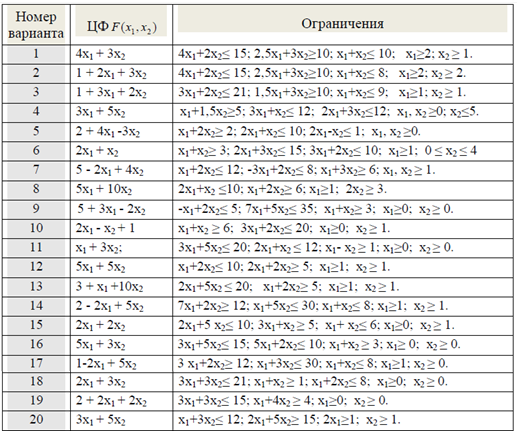 Номер варианта ЦФ F(x₁,x₂) Ограничения
1 4x₁ + 3x₂ 4x₁+2x₂≤ 15; 2,5x₁+3x₂≥10; x₁+x₂≤ 10; x₁≥2; x₂ ≥ 1.
2 1 + 2x₁ + 3x₂ 4x₁+2x₂≤ 15; 2,5x₁+3x₂≥10; x₁+x₂≤ 8; x₁≥2; x₂ ≥ 2.
3 1 + 3x₁ + 2x₂ 3x₁+2x₂≤ 21; 1,5x₁+3x₂≥10; x₁+x₂≤ 9; x₁≥1; x₂ ≥ 1.
4 3x₁ + 5x₂ x₁+1,5x₂≥5; 3x₁+x₂≤ 12; 2x₁+3x₂≤12; x₁, x₂ ≥0; x₂≤5.
5 2 + 4x₁ -3x₂ x₁+2x₂≥ 2; 2x₁+x₂≤ 10; 2x₁-x₂≤ 1; x₁, x₂ ≥0.
6 2x₁ + x₂ x₁+x₂≥ 3; 2x₁+3x₂≤ 15; 3x₁+2x₂≤ 10; x₁≥1; 0 ≤ x₂ ≤ 4
7 5 - 2x₁ + 4x₂ x₁+2x₂≤ 12; -3x₁+2x₂≤ 8; x₁+3x₂≥ 6; x₁, x₂ ≥ 1.
8 5x₁ + 10x₂ 2x₁+x₂ ≤10; x₁+2x₂≥ 6; x₁≥1; 2x₂ ≥ 3.
9 5 + 3x₁ - 2x₂ -x₁+2x₂≤ 5; 7x₁+5x₂≤ 35; x₁+x₂≥ 3; x₁≥0; x₂ ≥ 0.
10 2x₁ - x₂ + 1 x₁+x₂ ≥ 6; 3x₁+2x₂≤ 20; x₁≥0; x₂ ≥ 1.
11 x₁ + 3x₂; 3x₁+5x₂≤ 20; 2x₁+x₂≤ 12; x₁- x₂≥ 1; x₁≥0; x₂ ≥ 0.
12 5x₁ + 5x₂ x₁+2x₂≤ 10; 2x₁+2x₂≥ 5; x₁≥1; x₂ ≥ 1.
13 3 + x₁ +10x₂ 2x₁+5x₂ ≤ 20; x₁+2x₂≥ 5; x₁≥1; x₂ ≥ 1.
14 2 - 2x₁ + 5x₂ 7x₁+2x₂≥ 12; x₁+5x₂≤ 30; x₁+x₂≤ 8; x₁≥1; x₂ ≥ 1.
15 2x₁ + 2x₂ 2x₁+5 x₂≤ 10; 3x₁+x₂≥ 5; x₁+ x₂≤ 6; x₁≥0; x₂ ≥ 1.
16 5x₁ + 3x₂ 3x₁+5x₂≤ 15; 5x₁+2x₂≤ 10; x₁+x₂≥ 3; x₁≥ 0; x₂ ≥ 0.
17 1-2x₁ + 5x₂ 3 x₁+2x₂≥ 12; x₁+3x₂≤ 30; x₁+x₂≤ 8; x₁≥1; x₂ ≥ 0.
18 2x₁ + 3x₂ 3x₁+3x₂≤ 21; x₁+x₂≥ 1; x₁+2x₂≤ 8; x₁≥0; x₂ ≥ 0.
19 2 + 2x₁ + 2x₂ 3x₁+3x₂≤ 15; x₁+4x₂≥ 4; x₁≥0; x₂ ≥ 0.
20 3x₁ + 5x₂ x₁+3x₂≤ 12; 2x₁+5x₂≥ 15; 2x₁≥1; x₂ ≥ 1.